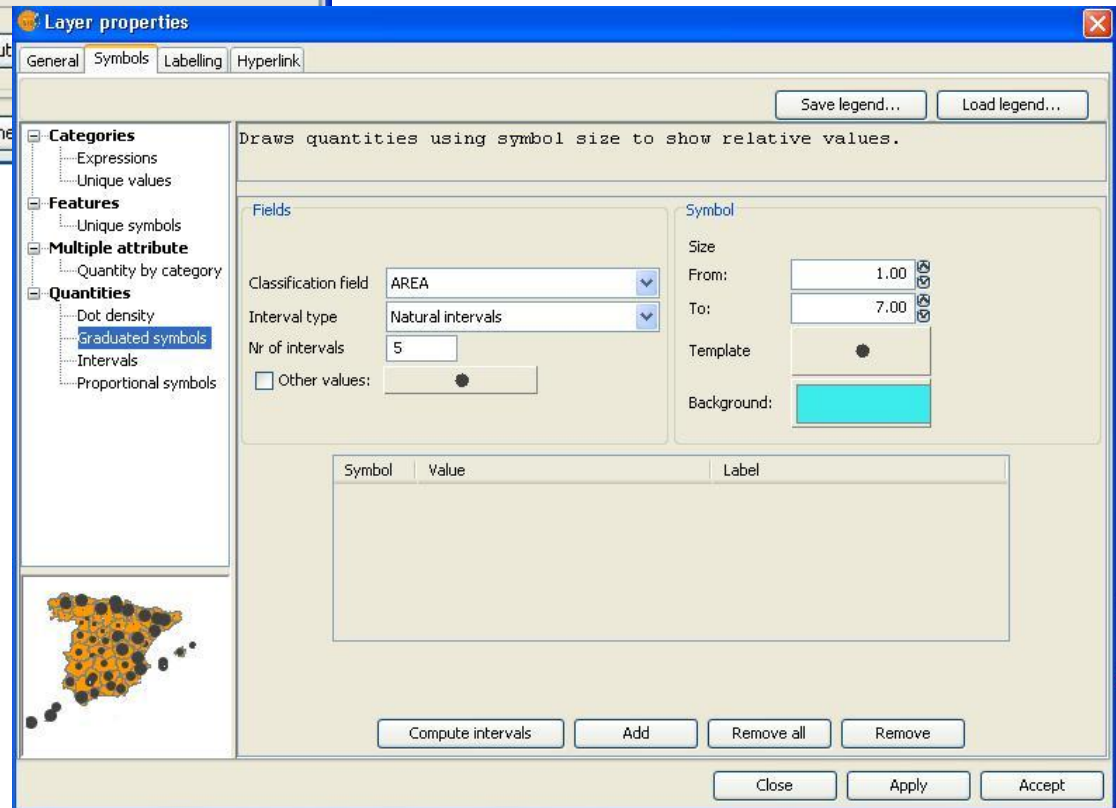 Layer properties
General Symbols Labelling Hyperlink
Save legend... Load legend...
Categories
Expressions
Unique values
Features
Unique symbols
Multiple attribute
Quantity by category
Quantities
Dot density
Graduated symbols
Intervals
Proportional symbols
Draws quantities using symbol size to show relative values.
Fields
Classification field AREA
Interval type Natural intervals
Nr of intervals 5
Other values:
Symbol
Size
From: 1.00
To: 7.00
Template
Background:
Symbol Value Label
Compute intervals Add Remove all Remove
Close Apply Accept